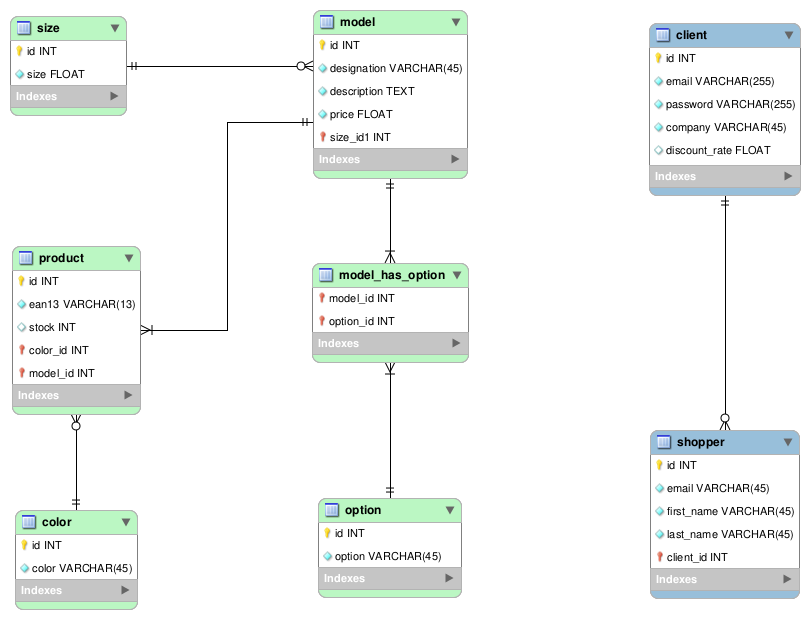 size
id INT
size FLOAT
Indexes
model
id INT
designation VARCHAR(45)
description TEXT
price FLOAT
size_id1 INT
Indexes
client
id INT
email VARCHAR(255)
password VARCHAR(255)
company VARCHAR(45)
discount_rate FLOAT
Indexes
product
id INT
ean13 VARCHAR(13)
stock INT
color_id INT
model_id INT
Indexes
model_has_option
model_id INT
option_id INT
Indexes
shopper
id INT
email VARCHAR(45)
first_name VARCHAR(45)
last_name VARCHAR(45)
client_id INT
Indexes
color
id INT
color VARCHAR(45)
Indexes
option
id INT
option VARCHAR(45)
Indexes